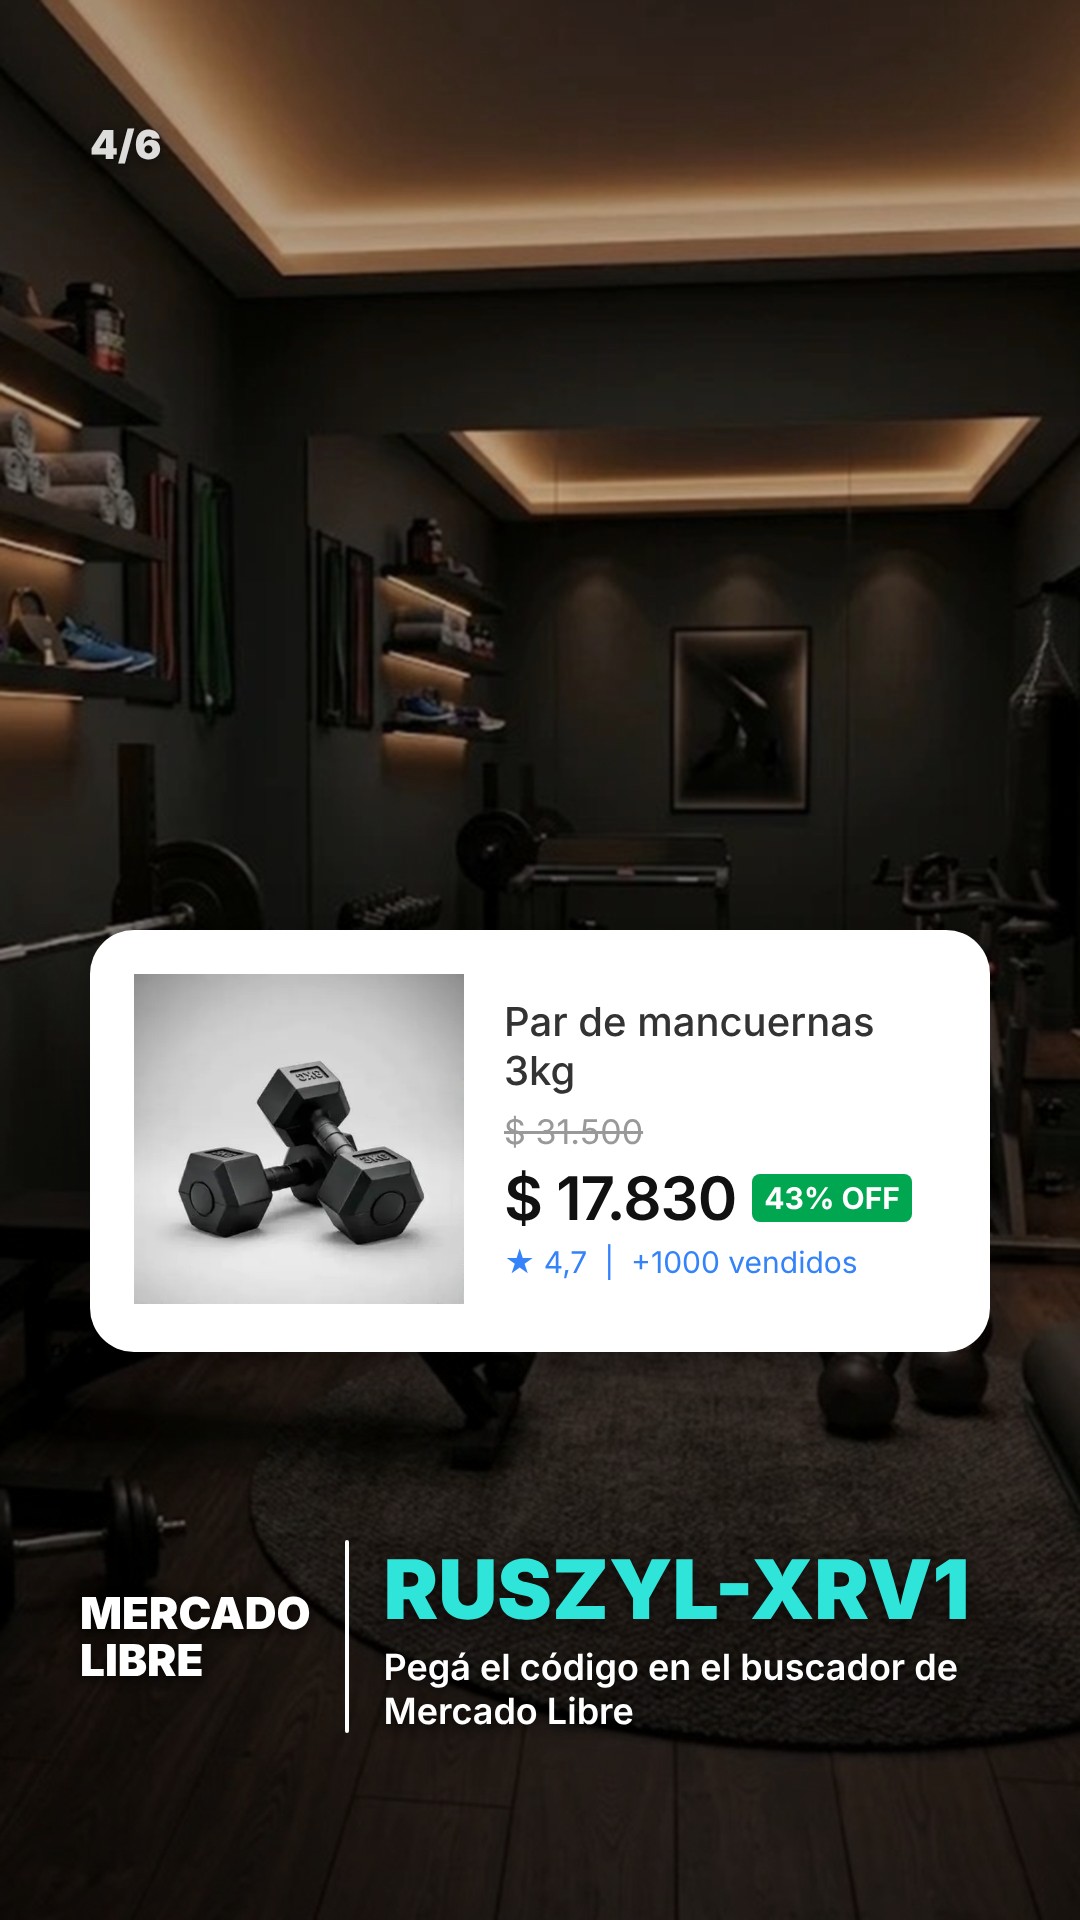 4/6
Par de mancuernas
3kg
$ 31.500
$ 17.830 43% OFF
★ 4,7 | +1000 vendidos
MERCADO
LIBRE
RUSZYL-XRV1
Pegá el código en el buscador de
Mercado Libre